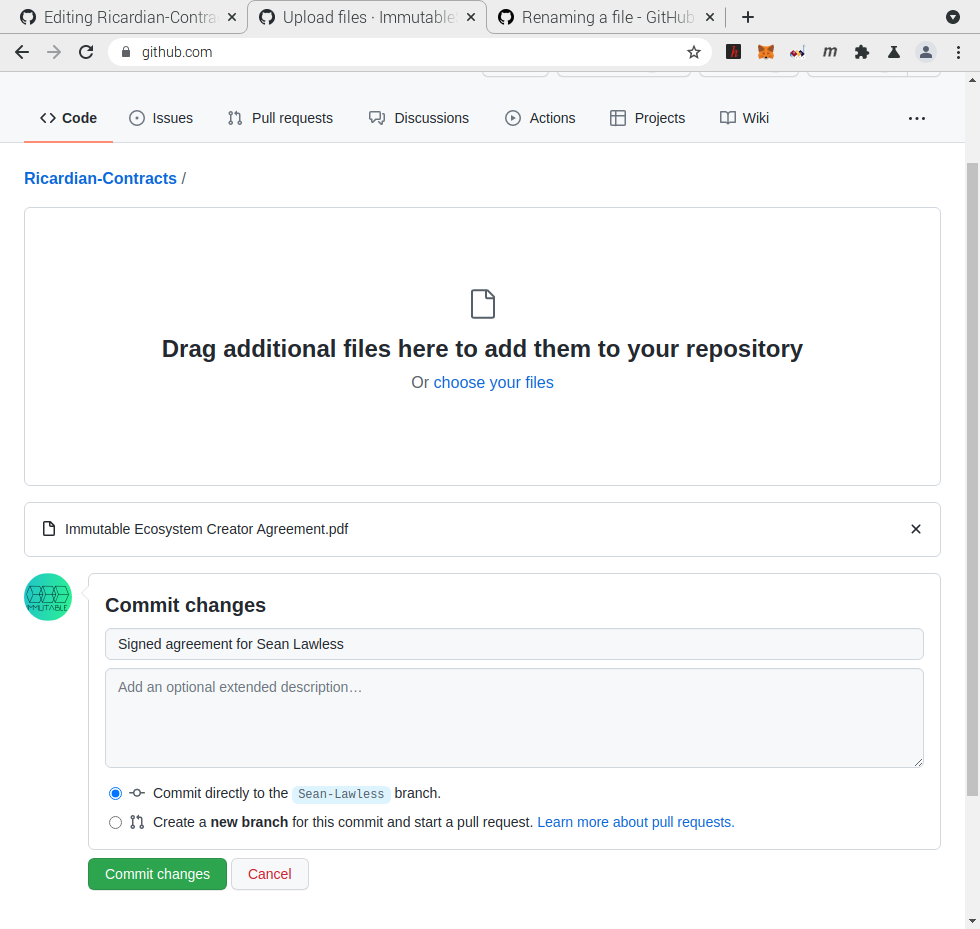 Editing Ricardian-Contra
Upload files · Immutable
Renaming a file - GitHub
github.com
h
m
Code
Issues
Pull requests
Discussions
Actions
Projects
Wiki
Ricardian-Contracts /
Drag additional files here to add them to your repository
Or choose your files
Immutable Ecosystem Creator Agreement.pdf
IMMUTABLE
Commit changes
Signed agreement for Sean Lawless
Add an optional extended description…
Commit directly to the Sean-Lawless branch.
Create a new branch for this commit and start a pull request. Learn more about pull requests.
Commit changes
Cancel